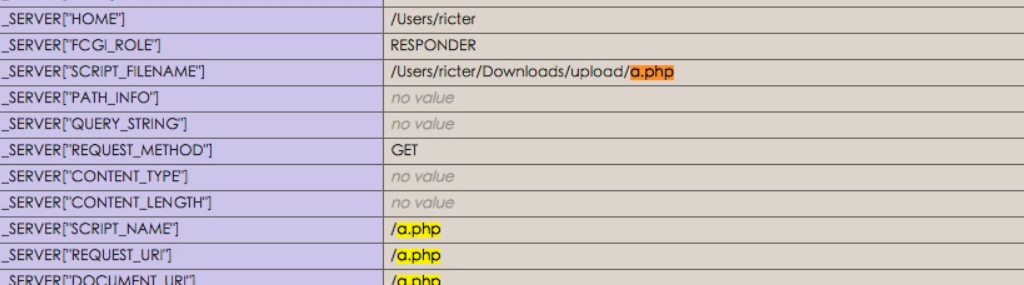 _SERVER["HOME"] /Users/ricter
_SERVER["FCGI_ROLE"] RESPONDER
_SERVER["SCRIPT_FILENAME"] /Users/ricter/Downloads/upload/a.php
_SERVER["PATH_INFO"] no value
_SERVER["QUERY_STRING"] no value
_SERVER["REQUEST_METHOD"] GET
_SERVER["CONTENT_TYPE"] no value
_SERVER["CONTENT_LENGTH"] no value
_SERVER["SCRIPT_NAME"] /a.php
_SERVER["REQUEST_URI"] /a.php
_SERVER["DOCUMENT_URI"] /a.php